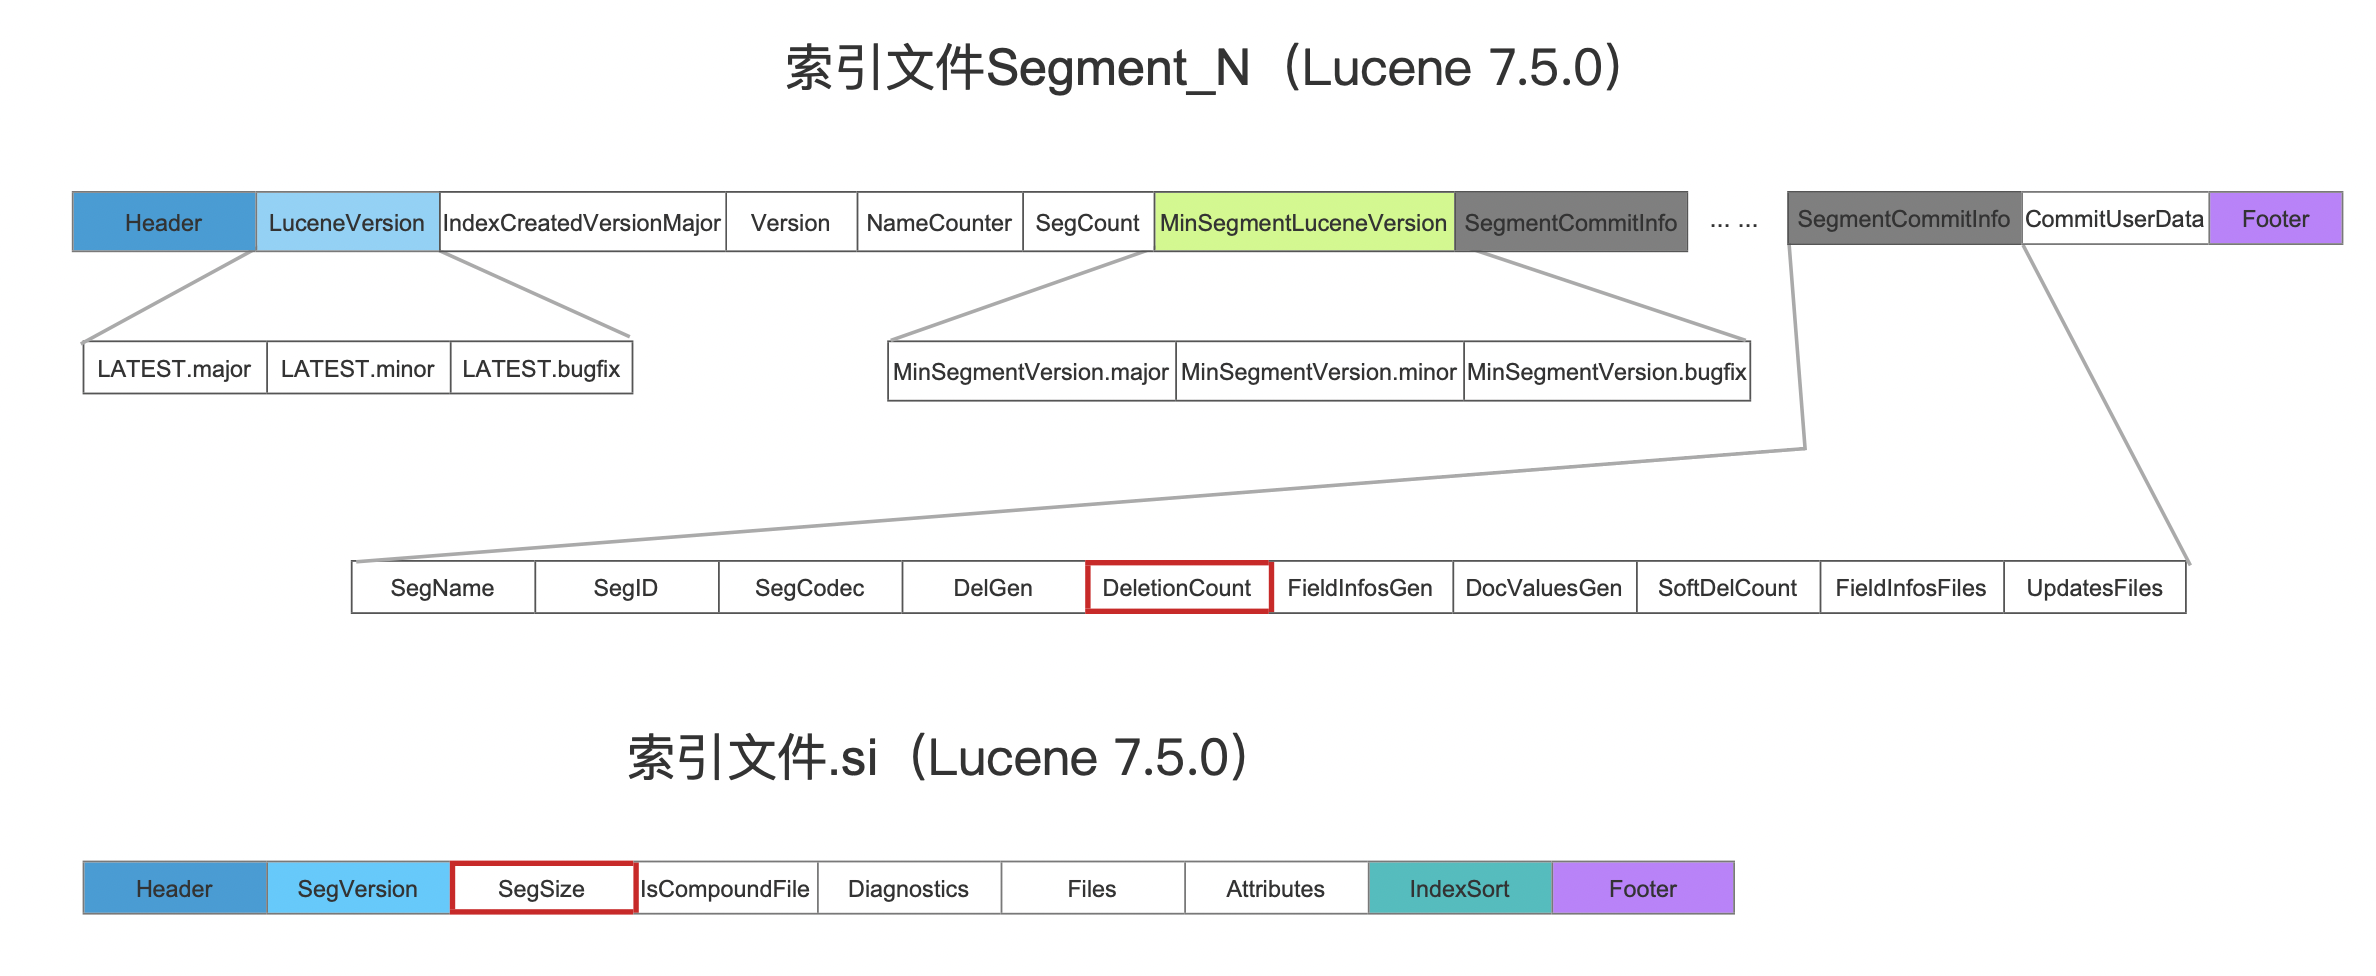 索引文件Segment_N（Lucene 7.5.0）
Header LuceneVersion IndexCreatedVersionMajor Version NameCounter SegCount MinSegmentLuceneVersion SegmentCommitInfo ... ... SegmentCommitInfo CommitUserData Footer
LATEST.major LATEST.minor LATEST.bugfix MinSegmentVersion.major MinSegmentVersion.minor MinSegmentVersion.bugfix
SegName SegID SegCodec DelGen DeletionCount FieldInfosGen DocValuesGen SoftDelCount FieldInfosFiles UpdatesFiles
索引文件.si（Lucene 7.5.0）
Header SegVersion SegSize IsCompoundFile Diagnostics Files Attributes IndexSort Footer